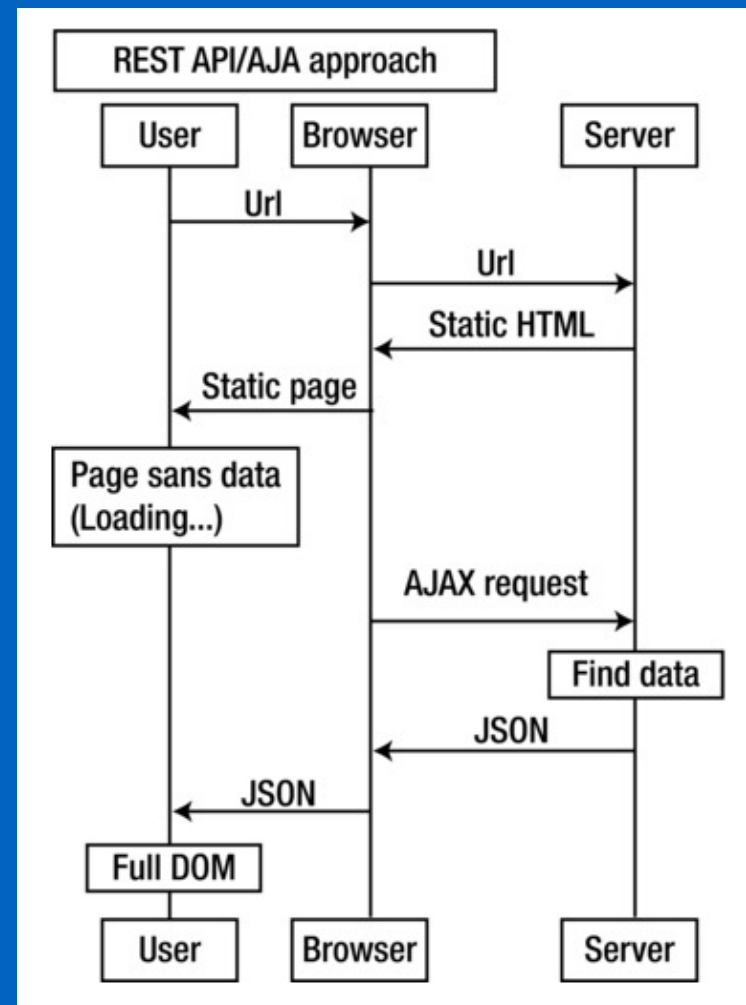 REST API/AJA approach
User
Browser
Server
Url
Url
Static HTML
Static page
Page sans data
(Loading...)
AJAX request
Find data
JSON
JSON
Full DOM
User
Browser
Server